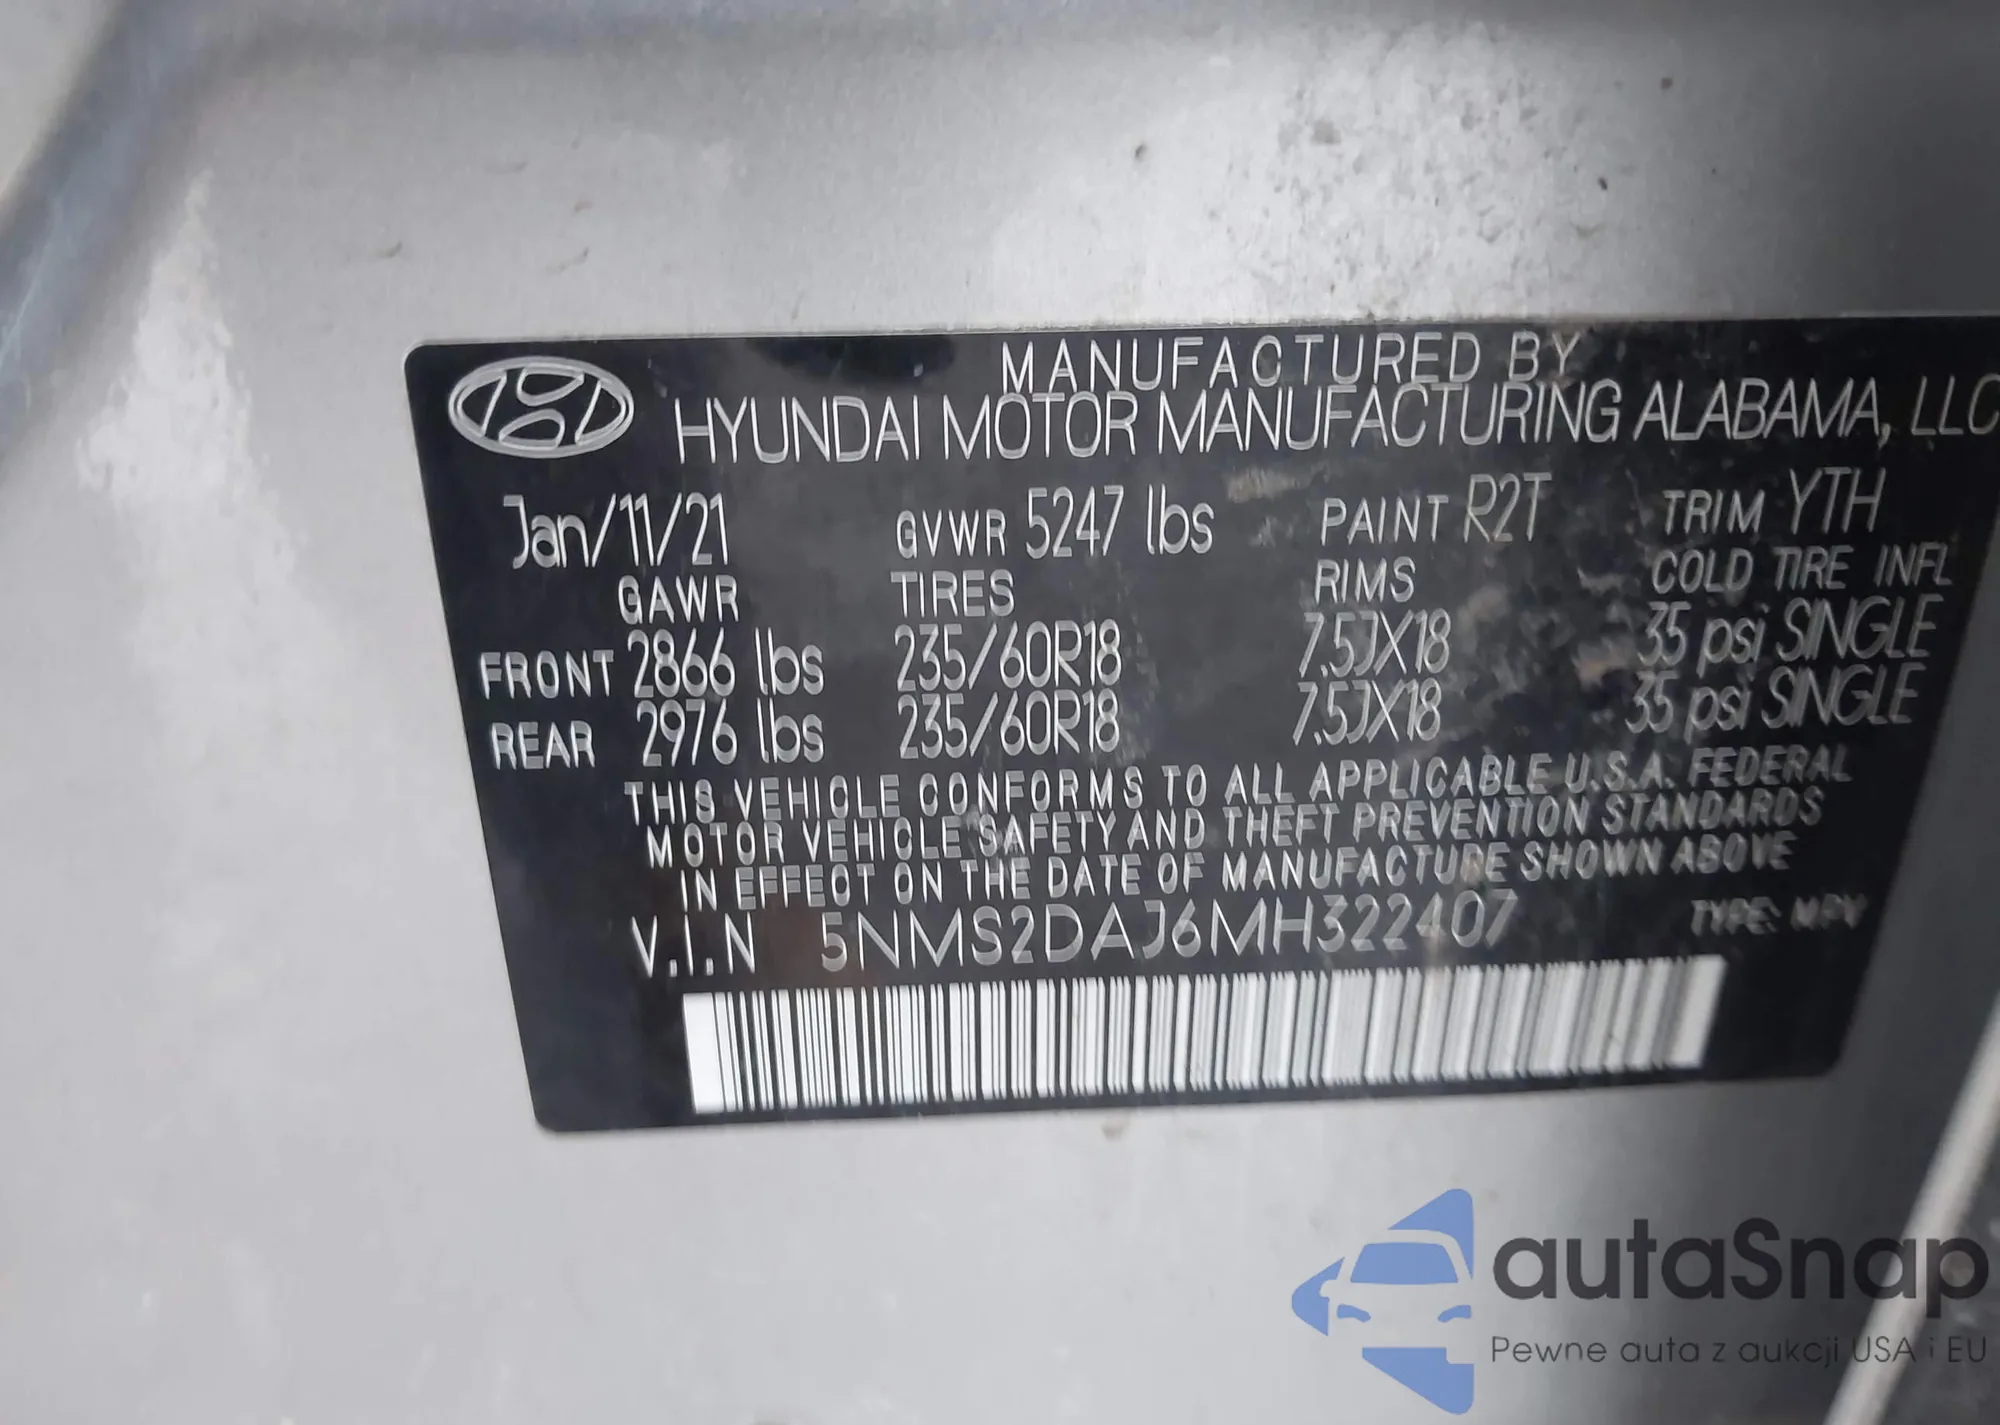 MANUFACTURED BY
HYUNDAI MOTOR MANUFACTURING ALABAMA, LLC
Jan/11/21 GVWR 5247 lbs PAINT R2T TRIM YTH
GAWR TIRES RIMS COLD TIRE INFL
FRONT 2866 lbs 235/60R18 7.5JX18 35 psi SINGLE
REAR 2976 lbs 235/60R18 7.5JX18 35 psi SINGLE
THIS VEHICLE CONFORMS TO ALL APPLICABLE U.S.A. FEDERAL
MOTOR VEHICLE SAFETY AND THEFT PREVENTION STANDARDS
IN EFFECT ON THE DATE OF MANUFACTURE SHOWN ABOVE
V.I.N 5NMS2DAJ6MH322407 TYPE: MPV
autaSnap
Pewne auta z aukcji USA i EU